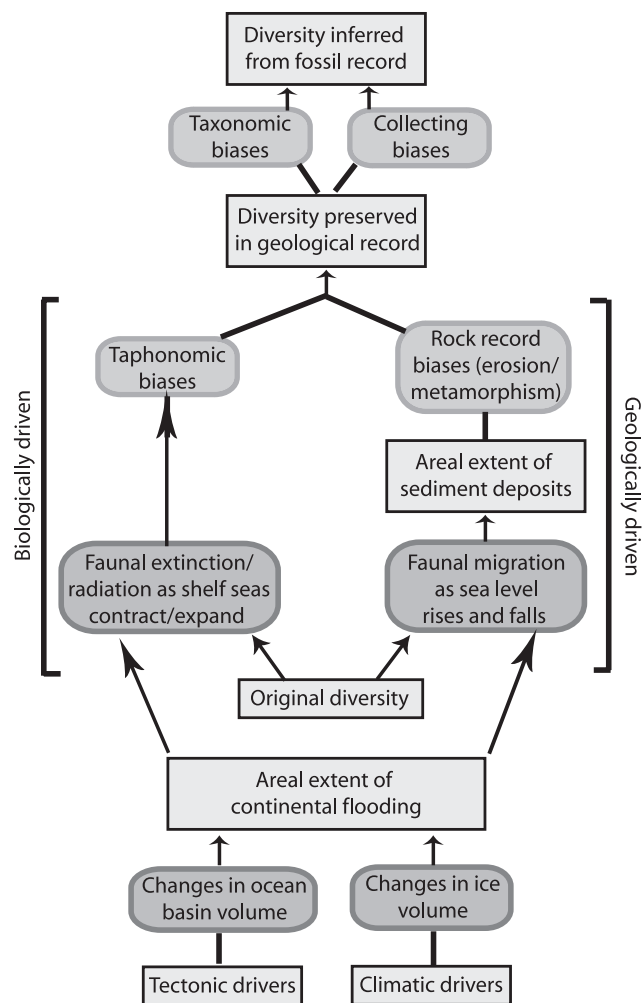 Diversity inferred
from fossil record
Taxonomic
biases
Collecting
biases
Diversity preserved
in geological record
Taphonomic
biases
Rock record
biases (erosion/
metamorphism)
Areal extent of
sediment deposits
Biologically driven
Geologically driven
Faunal extinction/
radiation as shelf seas
contract/expand
Faunal migration
as sea level
rises and falls
Original diversity
Areal extent of
continental flooding
Changes in ocean
basin volume
Changes in ice
volume
Tectonic drivers
Climatic drivers